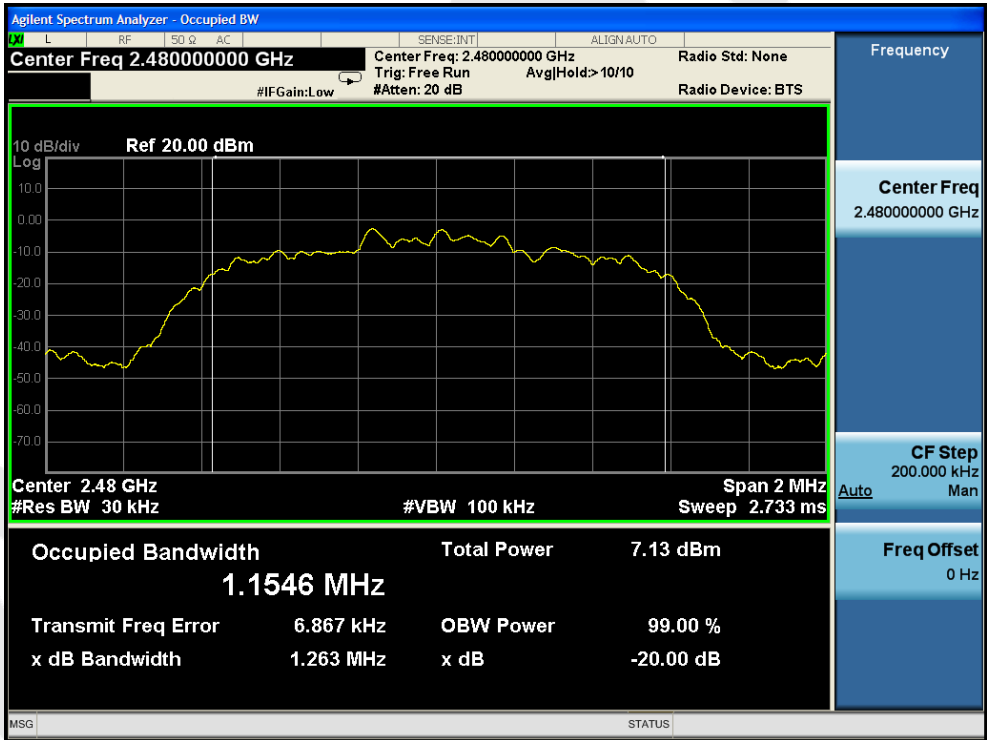 Agilent Spectrum Analyzer - Occupied BW
LXI L RF 50 Ω AC SENSE:INT ALIGN AUTO
Center Freq 2.480000000 GHz
Center Freq: 2.480000000 GHz
Radio Std: None
Trig: Free Run Avg|Hold:>10/10
#IFGain:Low
#Atten: 20 dB
Radio Device: BTS
10 dB/div Ref 20.00 dBm
Log
10.0
0.00
-10.0
-20.0
-30.0
-40.0
-50.0
-60.0
-70.0
Center 2.48 GHz Span 2 MHz
#Res BW 30 kHz #VBW 100 kHz Sweep 2.733 ms
Occupied Bandwidth Total Power 7.13 dBm
1.1546 MHz
Transmit Freq Error 6.867 kHz OBW Power 99.00 %
x dB Bandwidth 1.263 MHz x dB -20.00 dB
Frequency
Center Freq
2.480000000 GHz
CF Step
200.000 kHz
Auto Man
Freq Offset
0 Hz
MSG STATUS